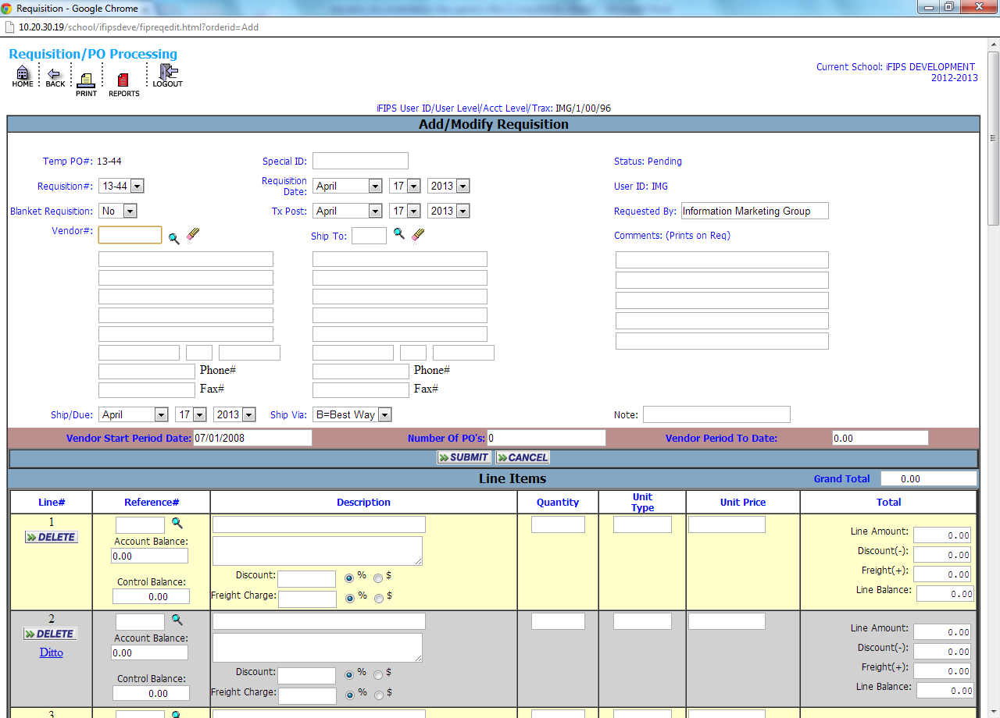 Requisition - Google Chrome
10.20.30.19/school/ifipsdeve/fipreqedit.html?orderid=Add
Requisition/PO Processing
HOME BACK PRINT REPORTS LOGOUT
Current School: iFIPS DEVELOPMENT
2012-2013
iFIPS User ID/User Level/Acct Level/Trax: IMG/1/00/96
Add/Modify Requisition
Temp PO#: 13-44 Special ID: Status: Pending
Requisition#: 13-44 Requisition Date: April 17 2013 User ID: IMG
Blanket Requisition: No Tx Post: April 17 2013 Requested By: Information Marketing Group
Vendor#: Ship To: Comments: (Prints on Req)
Phone# Phone#
Fax# Fax#
Ship/Due: April 17 2013 Ship Via: B=Best Way Note:
Vendor Start Period Date: 07/01/2008 Number Of PO's: 0 Vendor Period To Date: 0.00
SUBMIT CANCEL
Line Items Grand Total 0.00
Line# Reference# Description Quantity Unit Type Unit Price Total
1
DELETE
Account Balance:
0.00
Control Balance:
0.00
Discount: % $
Freight Charge: % $
Line Amount: 0.00
Discount(-): 0.00
Freight(+): 0.00
Line Balance: 0.00
2
DELETE
Ditto
Account Balance:
0.00
Control Balance:
0.00
Discount: % $
Freight Charge: % $
Line Amount: 0.00
Discount(-): 0.00
Freight(+): 0.00
Line Balance: 0.00
3